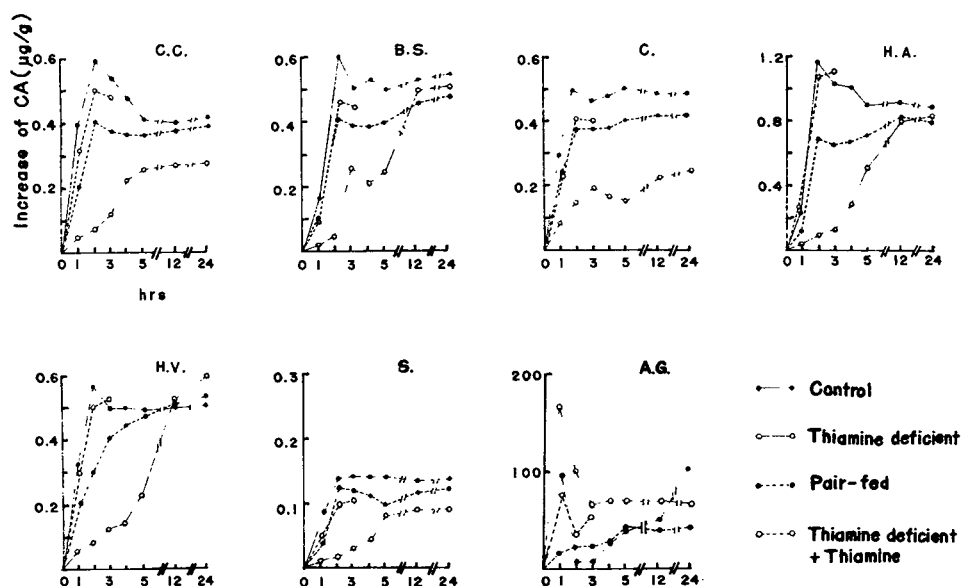 Increase of CA (μg/g)
C.C.
0.6
0.4
0.2
0 1 3 5 12 24
hrs
B.S.
0.6
0.4
0.2
0 1 3 5 12 24
C.
0.6
0.4
0.2
0 1 3 5 12 24
H.A.
1.2
0.8
0.4
0 1 3 5 12 24
H.V.
0.6
0.4
0.2
0 1 3 5 12 24
S.
0.3
0.2
0.1
0 1 3 5 12 24
A.G.
200
100
0 1 3 5 12 24
Control
Thiamine deficient
Pair-fed
Thiamine deficient
+ Thiamine